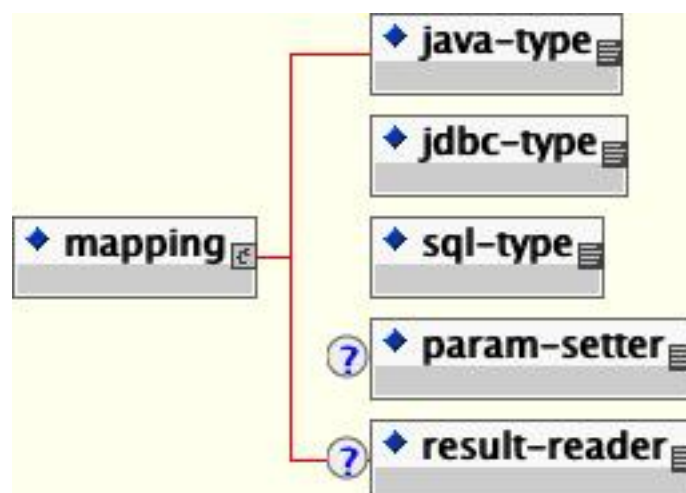 java-type
jdbc-type
mapping
sql-type
? param-setter
? result-reader